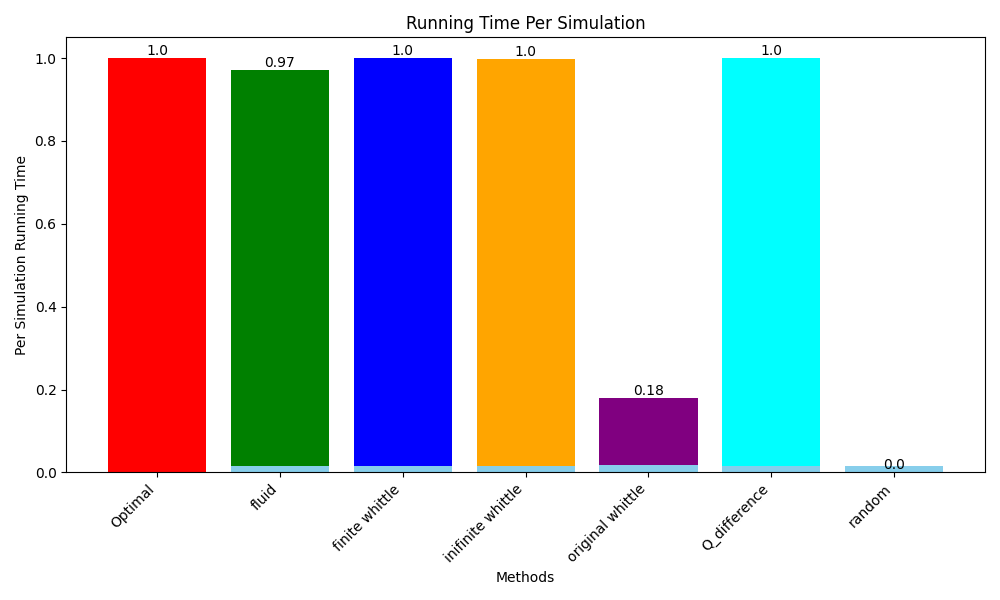 Running Time Per Simulation
Per Simulation Running Time
1.0
0.8
0.6
0.4
0.2
0.0
1.0
0.97
1.0
1.0
0.18
1.0
0.0
Optimal
fluid
finite whittle
inifinite whittle
original whittle
Q_difference
random
Methods